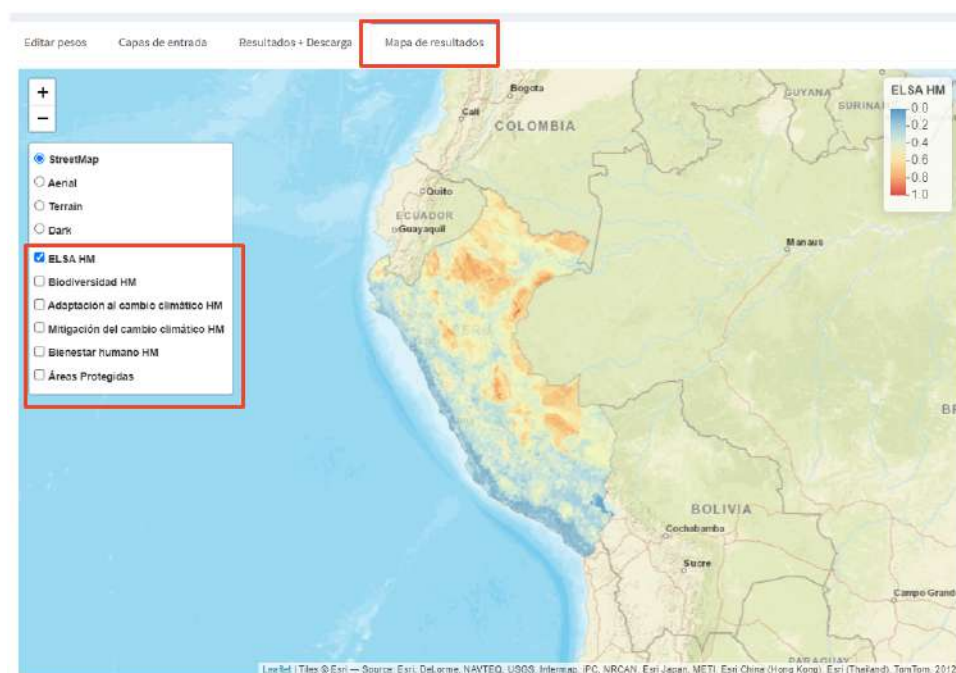 Editar pesos
Capas de entrada
Resultados + Descarga
Mapa de resultados
+
−
StreetMap
Aerial
Terrain
Dark
ELSA HM
Biodiversidad HM
Adaptación al cambio climático HM
Mitigación del cambio climático HM
Bienestar humano HM
Áreas Protegidas
ELSA HM
0.0
0.2
0.4
0.6
0.8
1.0
Bogota
Cali
COLOMBIA
GUYANA
SURINA
Quito
ECUADOR
Guayaquil
Manaus
PERU
BR
BOLIVIA
Cochabamba
Sucre
Campo Grand
PARAGUAY
Leaflet | Tiles © Esri — Source: Esri, DeLorme, NAVTEQ, USGS, Intermap, iPC, NRCAN, Esri Japan, METI, Esri China (Hong Kong), Esri (Thailand), TomTom, 2012